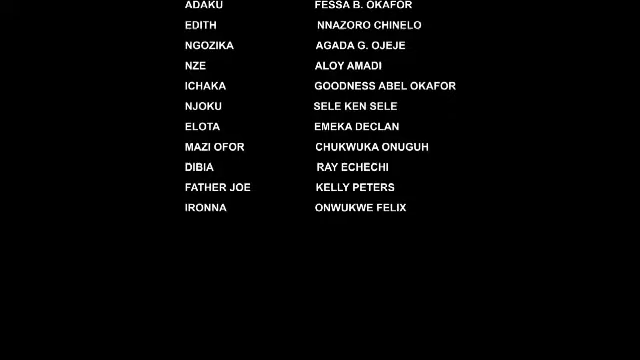 ADAKU FESSA B. OKAFOR
EDITH NNAZORO CHINELO
NGOZIKA AGADA G. OJEJE
NZE ALOY AMADI
ICHAKA GOODNESS ABEL OKAFOR
NJOKU SELE KEN SELE
ELOTA EMEKA DECLAN
MAZI OFOR CHUKWUKA ONUGUH
DIBIA RAY ECHECHI
FATHER JOE KELLY PETERS
IRONNA ONWUKWE FELIX